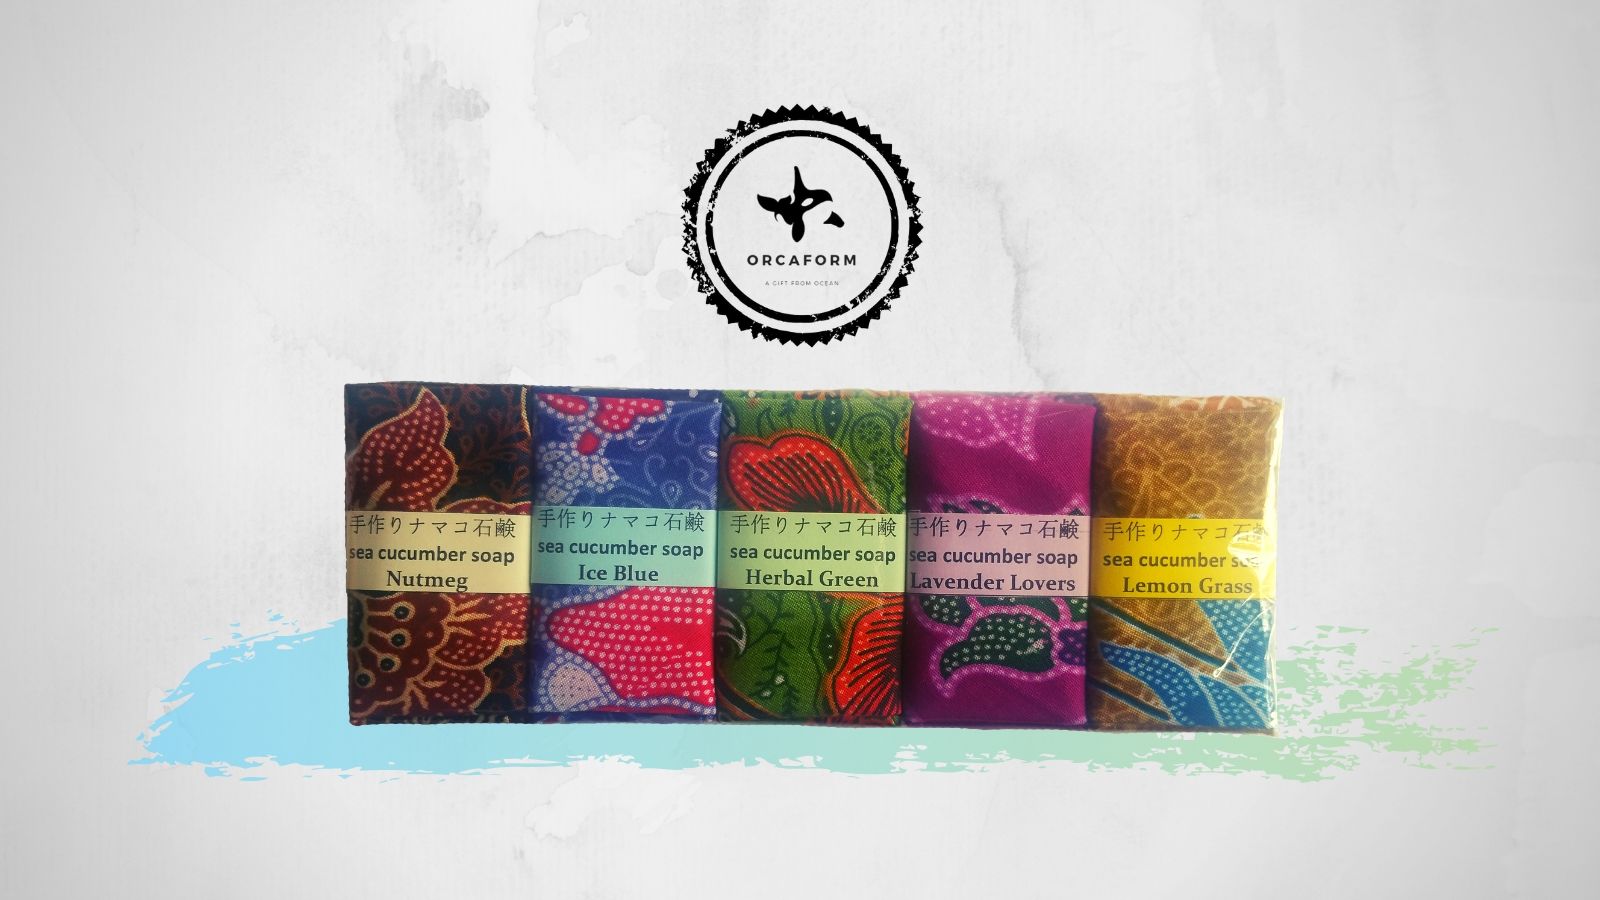 ORCAFORM
A GIFT FROM OCEAN
手作りナマコ石鹸
sea cucumber soap
Nutmeg
手作りナマコ石鹸
sea cucumber soap
Ice Blue
手作りナマコ石鹸
sea cucumber soap
Herbal Green
手作りナマコ石鹸
sea cucumber soap
Lavender Lovers
手作りナマコ石鹸
sea cucumber soap
Lemon Grass